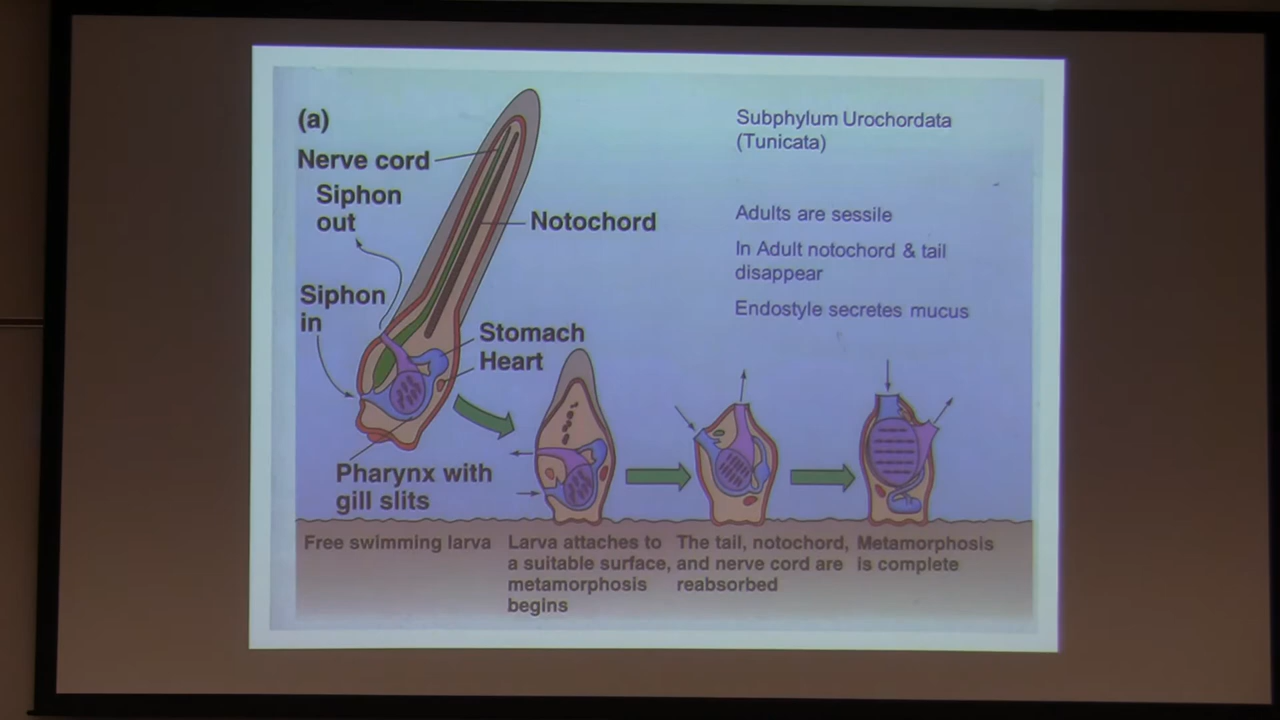 (a)
Nerve cord
Siphon
out
Notochord
Siphon
in
Stomach
Heart
Pharynx with
gill slits
Subphylum Urochordata
(Tunicata)
Adults are sessile
In Adult notochord & tail
disappear
Endostyle secretes mucus
Free swimming larva
Larva attaches to
a suitable surface,
metamorphosis
begins
The tail, notochord,
and nerve cord are
reabsorbed
Metamorphosis
is complete